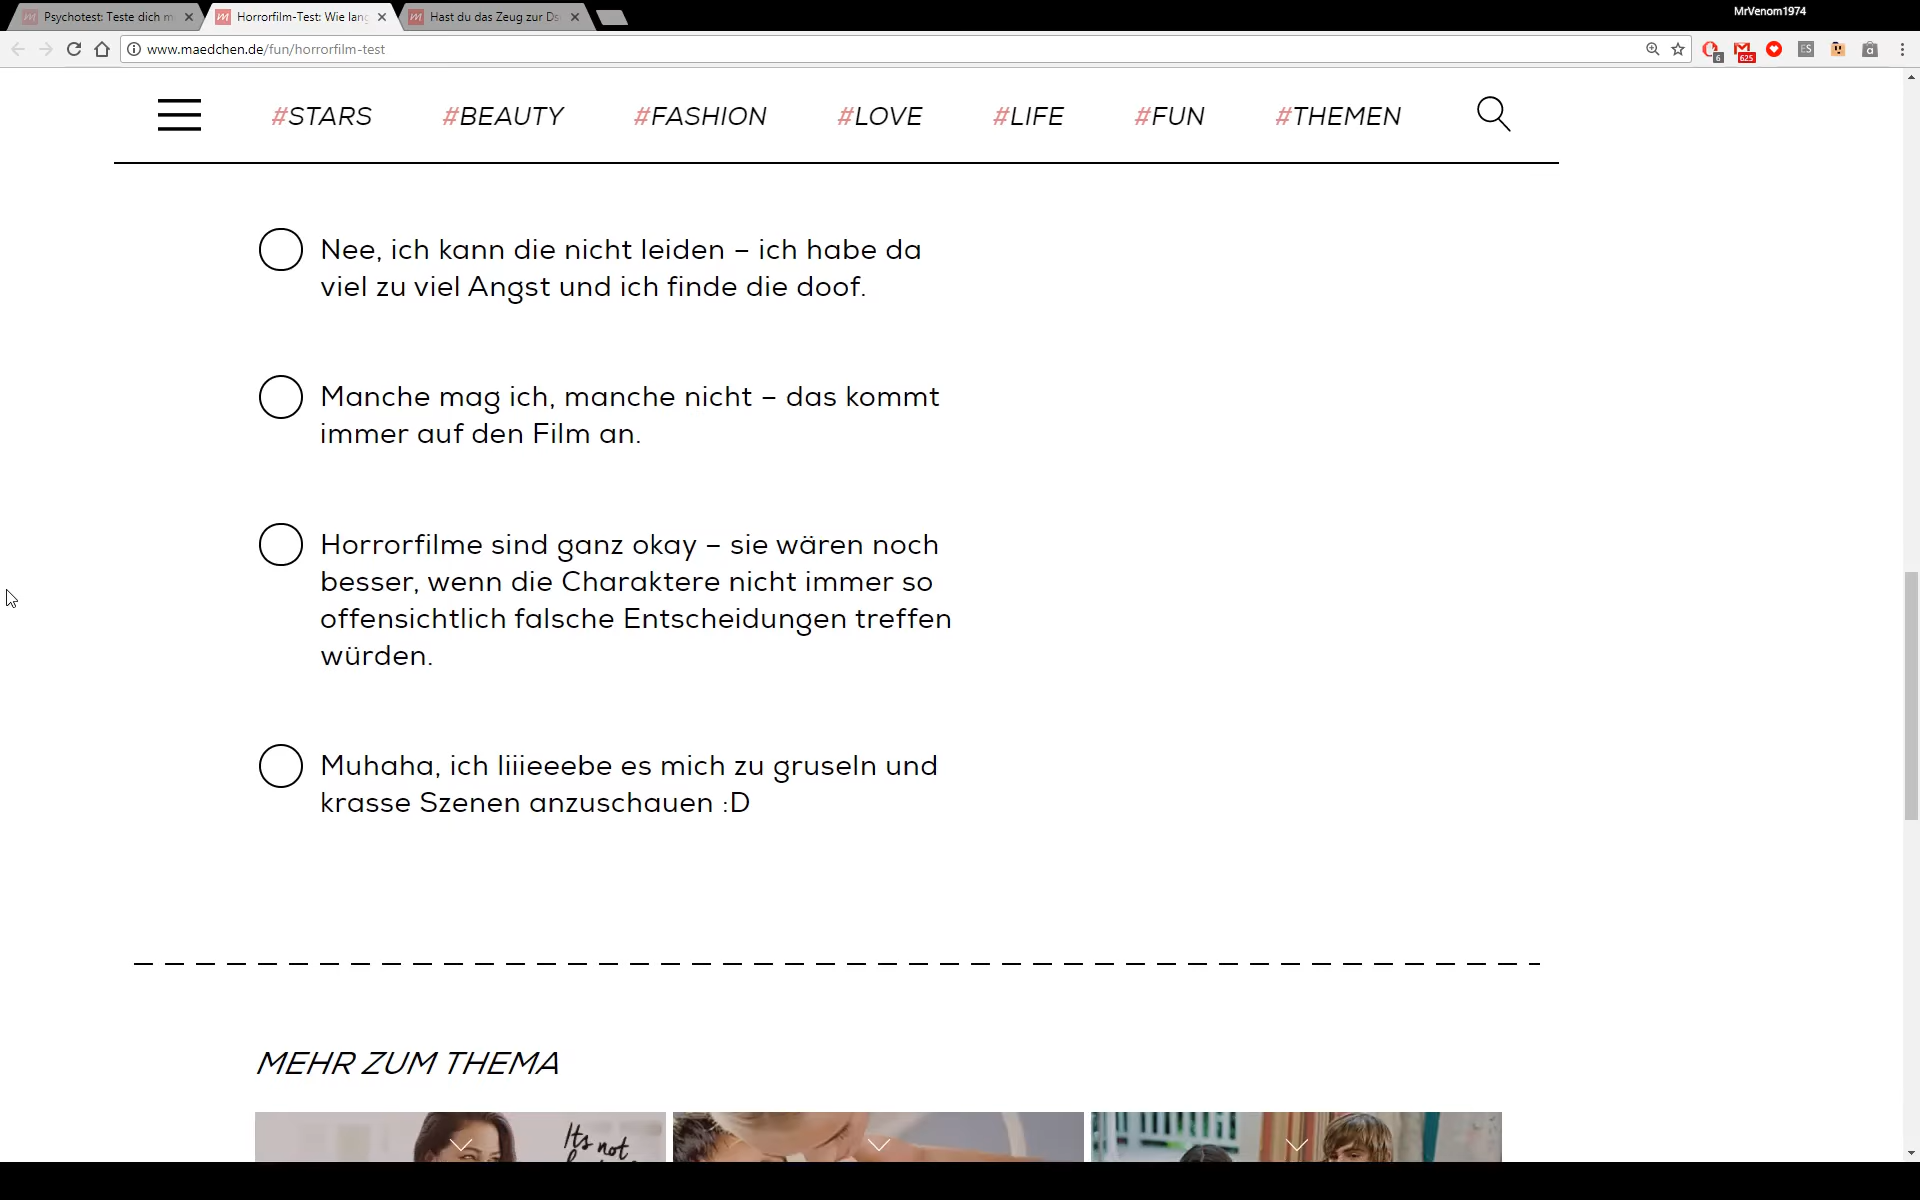 MrVenom1974
Psychotest: Teste dich m
Horrorfilm-Test: Wie lang
Hast du das Zeug zur Ds
www.maedchen.de/fun/horrorfilm-test
6
625
ES
a
#STARS #BEAUTY #FASHION #LOVE #LIFE #FUN #THEMEN
Nee, ich kann die nicht leiden – ich habe da
viel zu viel Angst und ich finde die doof.
Manche mag ich, manche nicht – das kommt
immer auf den Film an.
Horrorfilme sind ganz okay – sie wären noch
besser, wenn die Charaktere nicht immer so
offensichtlich falsche Entscheidungen treffen
würden.
Muhaha, ich liiieeebe es mich zu gruseln und
krasse Szenen anzuschauen :D
MEHR ZUM THEMA
Its not